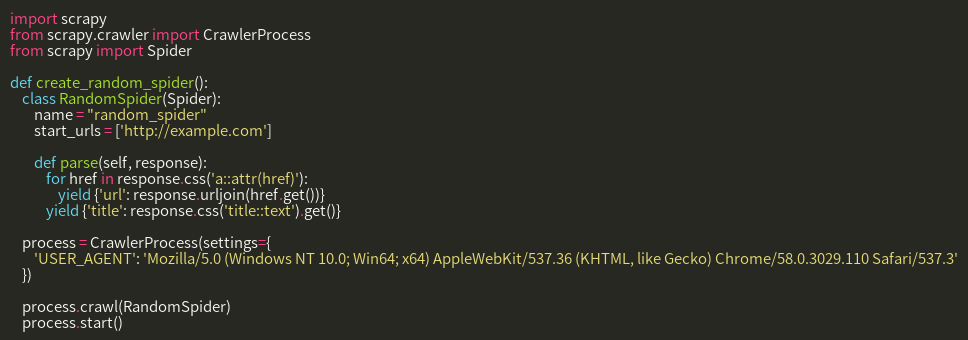 import scrapy
from scrapy.crawler import CrawlerProcess
from scrapy import Spider

def create_random_spider():
    class RandomSpider(Spider):
        name = "random_spider"
        start_urls = ['http://example.com']

        def parse(self, response):
            for href in response.css('a::attr(href)'):
                yield {'url': response.urljoin(href.get())}
            yield {'title': response.css('title::text').get()}

    process = CrawlerProcess(settings={
        'USER_AGENT': 'Mozilla/5.0 (Windows NT 10.0; Win64; x64) AppleWebKit/537.36 (KHTML, like Gecko) Chrome/58.0.3029.110 Safari/537.3'
    })

    process.crawl(RandomSpider)
    process.start()